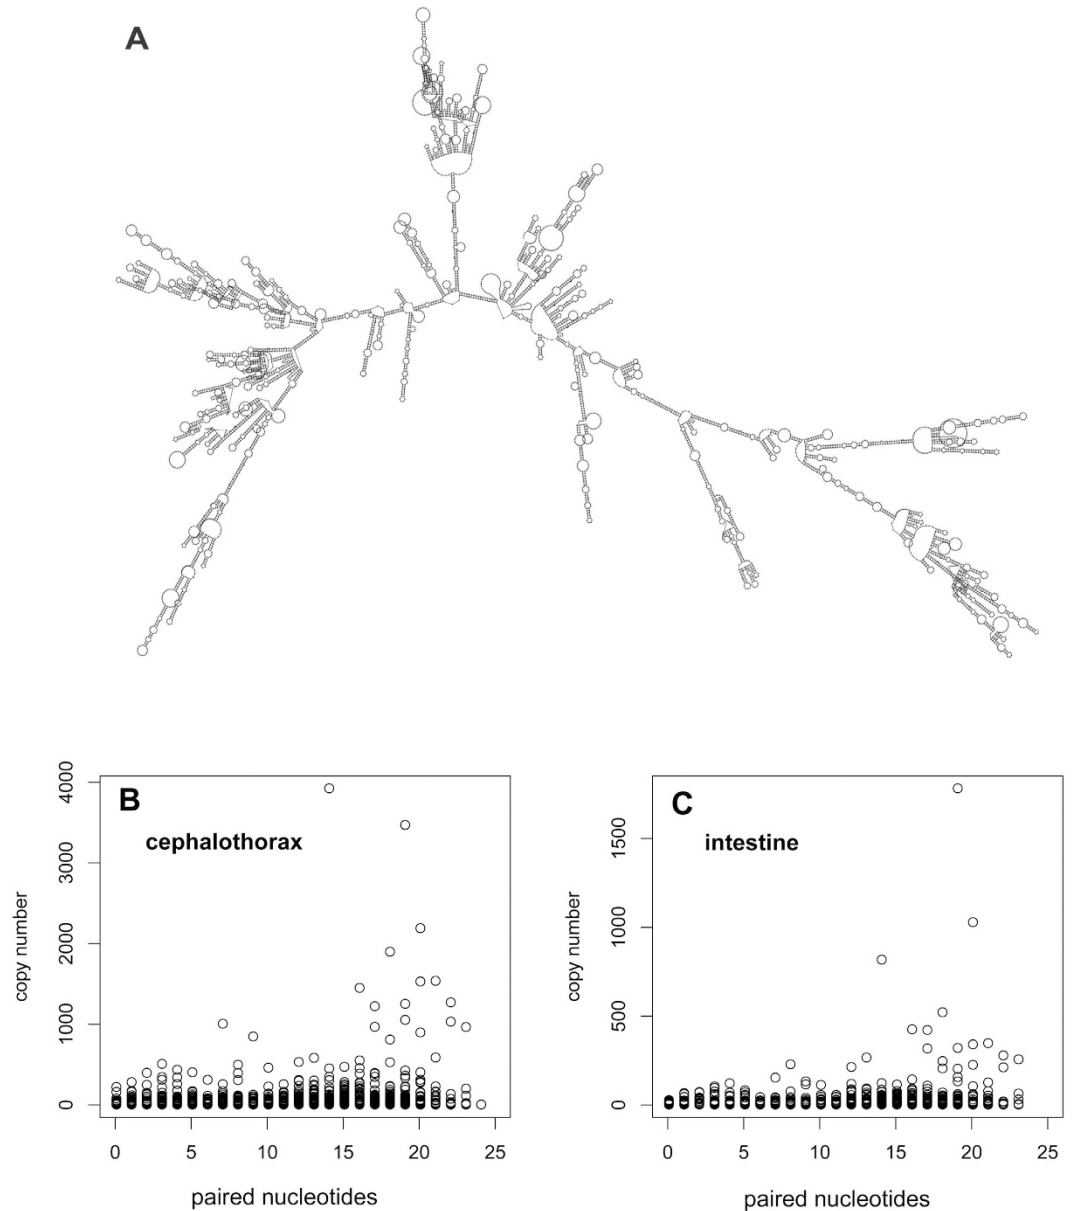 A
B
cephalothorax
copy number
4000
3000
2000
1000
0
0 5 10 15 20 25
paired nucleotides
C
intestine
copy number
1500
1000
500
0
0 5 10 15 20 25
paired nucleotides